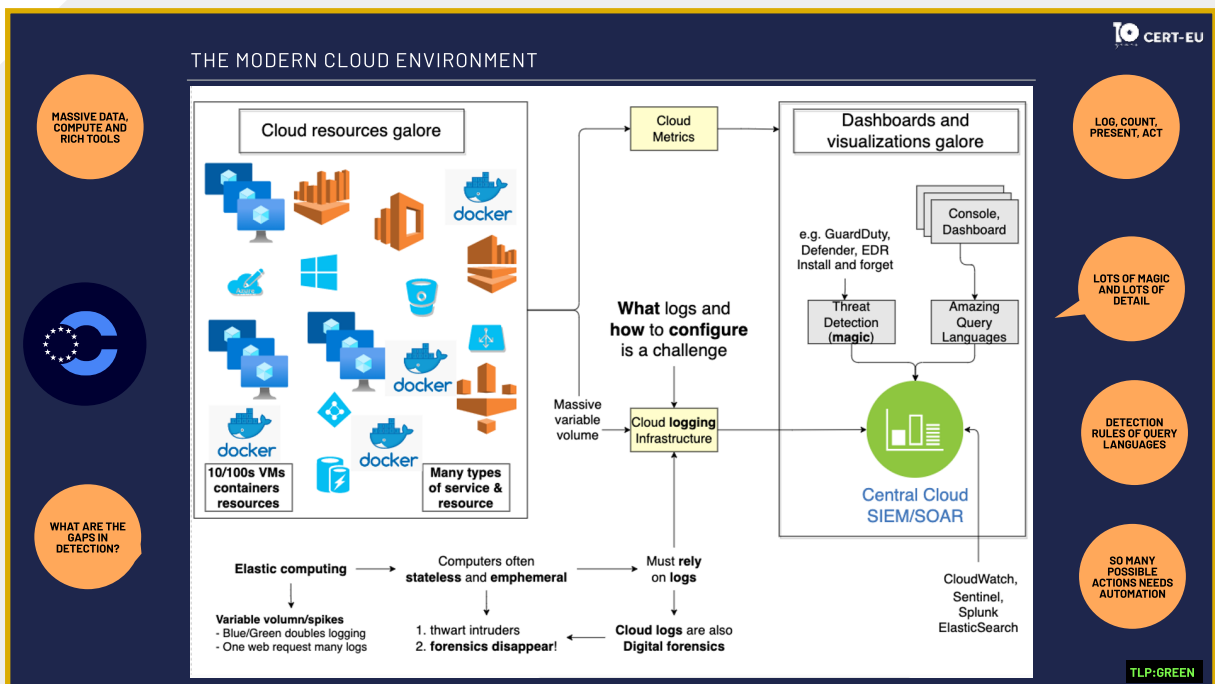 10 CERT-EU
years
THE MODERN CLOUD ENVIRONMENT
MASSIVE DATA,
COMPUTE AND
RICH TOOLS
WHAT ARE THE
GAPS IN
DETECTION?
Cloud resources galore
docker
Apps
docker
docker
docker
10/100s VMs
containers
resources
Many types
of service &
resource
Cloud
Metrics
What logs and
how to configure
is a challenge
Massive
variable
volume
Cloud logging
Infrastructure
Dashboards and
visualizations galore
Console,
Dashboard
e.g. GuardDuty,
Defender, EDR
Install and forget
Threat
Detection
(magic)
Amazing
Query
Languages
Central Cloud
SIEM/SOAR
CloudWatch,
Sentinel,
Splunk
ElasticSearch
Elastic computing
Computers often
stateless and emphemeral
Must rely
on logs
Variable volumn/spikes
- Blue/Green doubles logging
- One web request many logs
1. thwart intruders
2. forensics disappear!
Cloud logs are also
Digital forensics
LOG, COUNT,
PRESENT, ACT
LOTS OF MAGIC
AND LOTS OF
DETAIL
DETECTION
RULES OF QUERY
LANGUAGES
SO MANY
POSSIBLE
ACTIONS NEEDS
AUTOMATION
TLP:GREEN